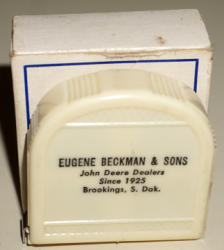 EUGENE BECKMAN & SONS
John Deere Dealers
Since 1925
Brookings, S. Dak.